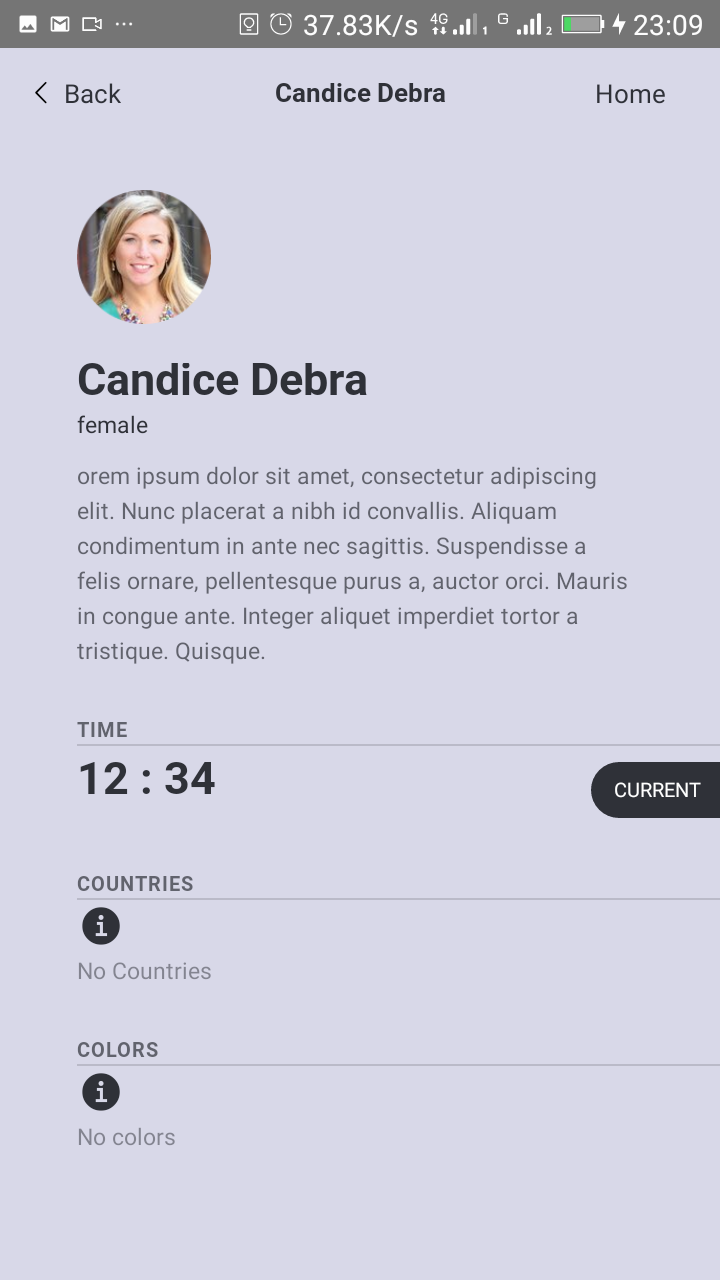 37.83K/s 4G 1 G 2 23:09
Back Candice Debra Home
Candice Debra
female
orem ipsum dolor sit amet, consectetur adipiscing
elit. Nunc placerat a nibh id convallis. Aliquam
condimentum in ante nec sagittis. Suspendisse a
felis ornare, pellentesque purus a, auctor orci. Mauris
in congue ante. Integer aliquet imperdiet tortor a
tristique. Quisque.
TIME
12 : 34
CURRENT
COUNTRIES
No Countries
COLORS
No colors